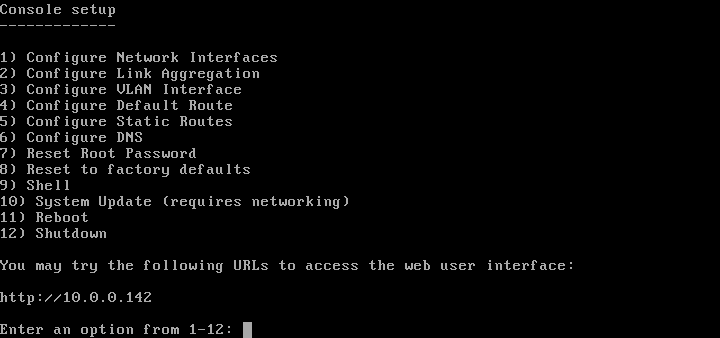 Console setup
-------------
1) Configure Network Interfaces
2) Configure Link Aggregation
3) Configure VLAN Interface
4) Configure Default Route
5) Configure Static Routes
6) Configure DNS
7) Reset Root Password
8) Reset to factory defaults
9) Shell
10) System Update (requires networking)
11) Reboot
12) Shutdown
You may try the following URLs to access the web user interface:
http://10.0.0.142
Enter an option from 1-12: